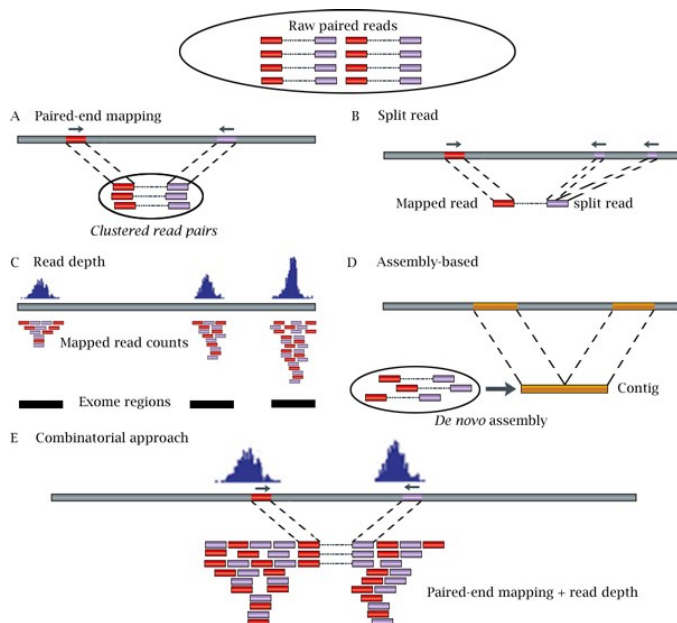 Raw paired reads
A Paired-end mapping
Clustered read pairs
B Split read
Mapped read
split read
C Read depth
Mapped read counts
Exome regions
D Assembly-based
Contig
De novo assembly
E Combinatorial approach
Paired-end mapping + read depth